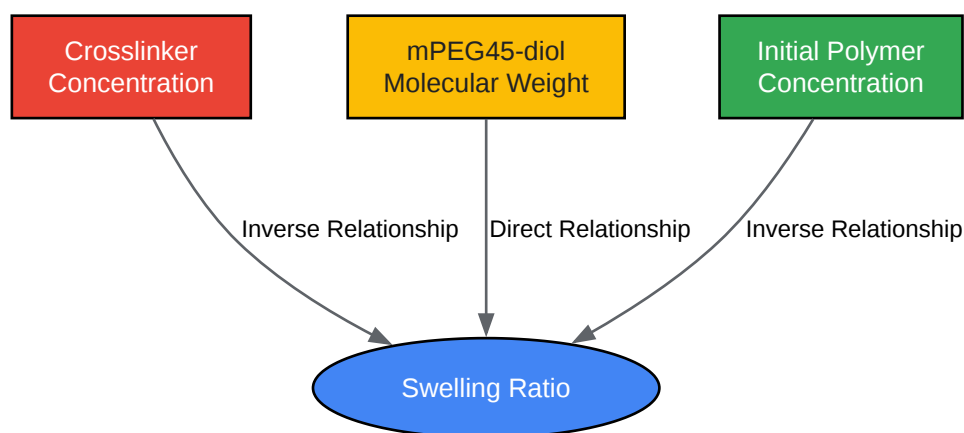 Crosslinker
Concentration
mPEG45-diol
Molecular Weight
Initial Polymer
Concentration
Inverse Relationship
Direct Relationship
Inverse Relationship
Swelling Ratio